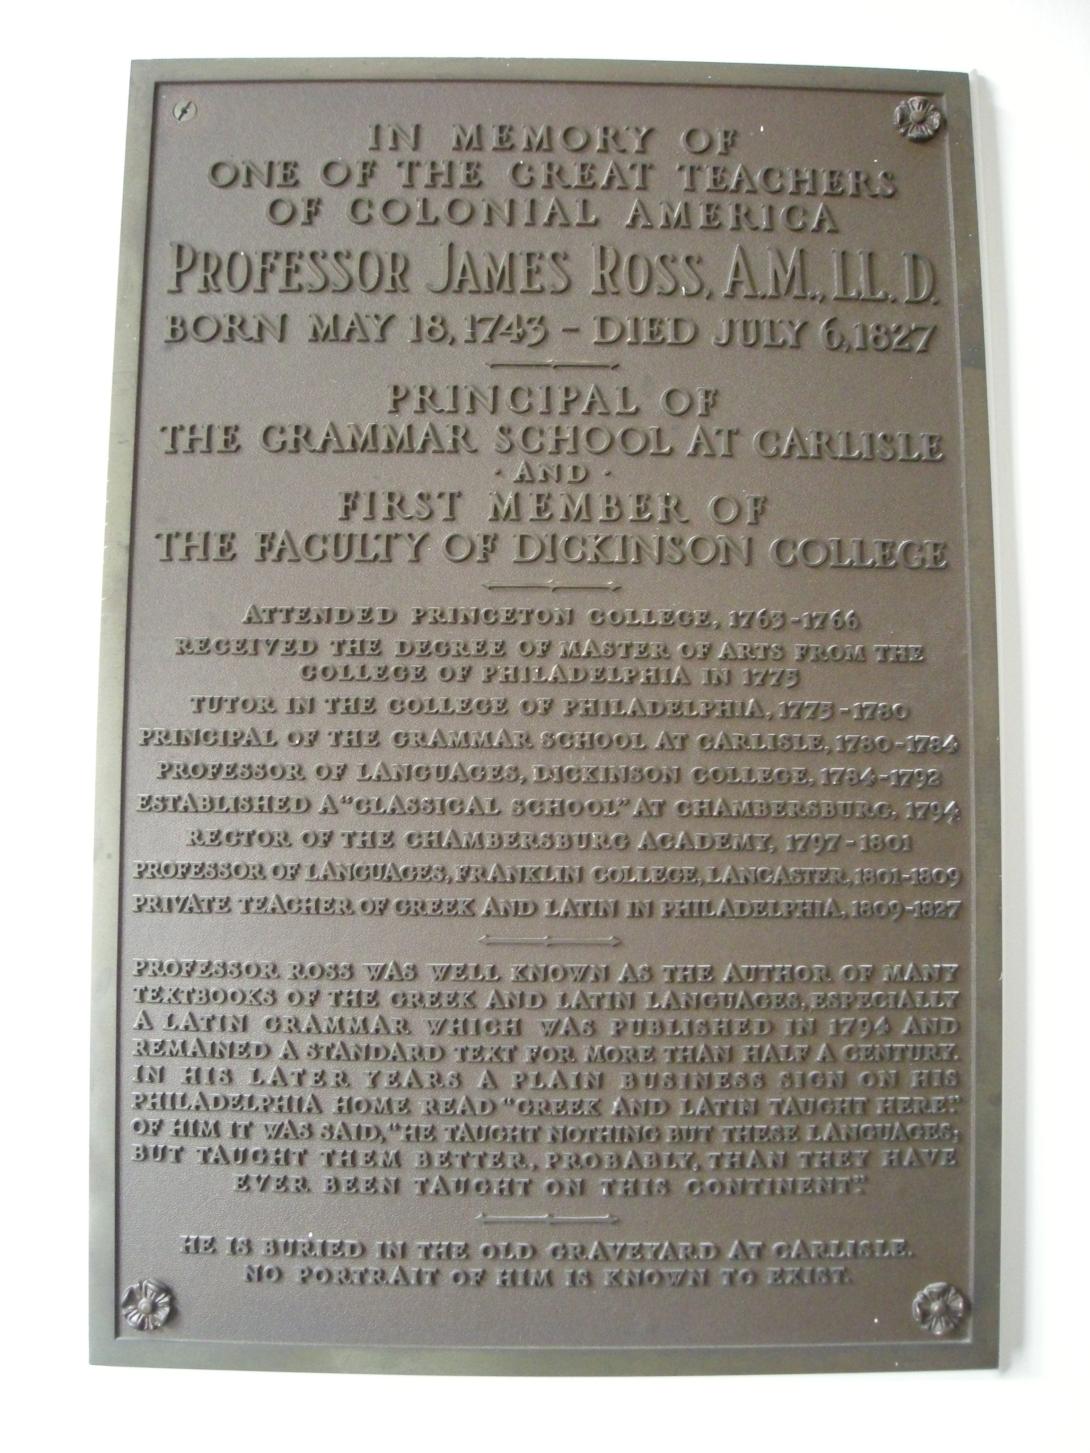 IN MEMORY OF
ONE OF THE GREAT TEACHERS
OF COLONIAL AMERICA
PROFESSOR JAMES ROSS, A.M., LL. D.
BORN MAY 18, 1743 – DIED JULY 6, 1827
PRINCIPAL OF
THE GRAMMAR SCHOOL AT CARLISLE
· AND ·
FIRST MEMBER OF
THE FACULTY OF DICKINSON COLLEGE
ATTENDED PRINCETON COLLEGE, 1763-1766
RECEIVED THE DEGREE OF MASTER OF ARTS FROM THE
COLLEGE OF PHILADELPHIA IN 1775
TUTOR IN THE COLLEGE OF PHILADELPHIA, 1775-1780
PRINCIPAL OF THE GRAMMAR SCHOOL AT CARLISLE, 1780-1784
PROFESSOR OF LANGUAGES, DICKINSON COLLEGE, 1784-1792
ESTABLISHED A "CLASSICAL SCHOOL" AT CHAMBERSBURG, 1794
RECTOR OF THE CHAMBERSBURG ACADEMY, 1797-1801
PROFESSOR OF LANGUAGES, FRANKLIN COLLEGE, LANCASTER, 1801-1809
PRIVATE TEACHER OF GREEK AND LATIN IN PHILADELPHIA, 1809-1827
PROFESSOR ROSS WAS WELL KNOWN AS THE AUTHOR OF MANY
TEXTBOOKS OF THE GREEK AND LATIN LANGUAGES, ESPECIALLY
A LATIN GRAMMAR WHICH WAS PUBLISHED IN 1794 AND
REMAINED A STANDARD TEXT FOR MORE THAN HALF A CENTURY.
IN HIS LATER YEARS A PLAIN BUSINESS SIGN ON HIS
PHILADELPHIA HOME READ "GREEK AND LATIN TAUGHT HERE."
OF HIM IT WAS SAID, "HE TAUGHT NOTHING BUT THESE LANGUAGES;
BUT TAUGHT THEM BETTER, PROBABLY, THAN THEY HAVE
EVER BEEN TAUGHT ON THIS CONTINENT."
HE IS BURIED IN THE OLD GRAVEYARD AT CARLISLE.
NO PORTRAIT OF HIM IS KNOWN TO EXIST.